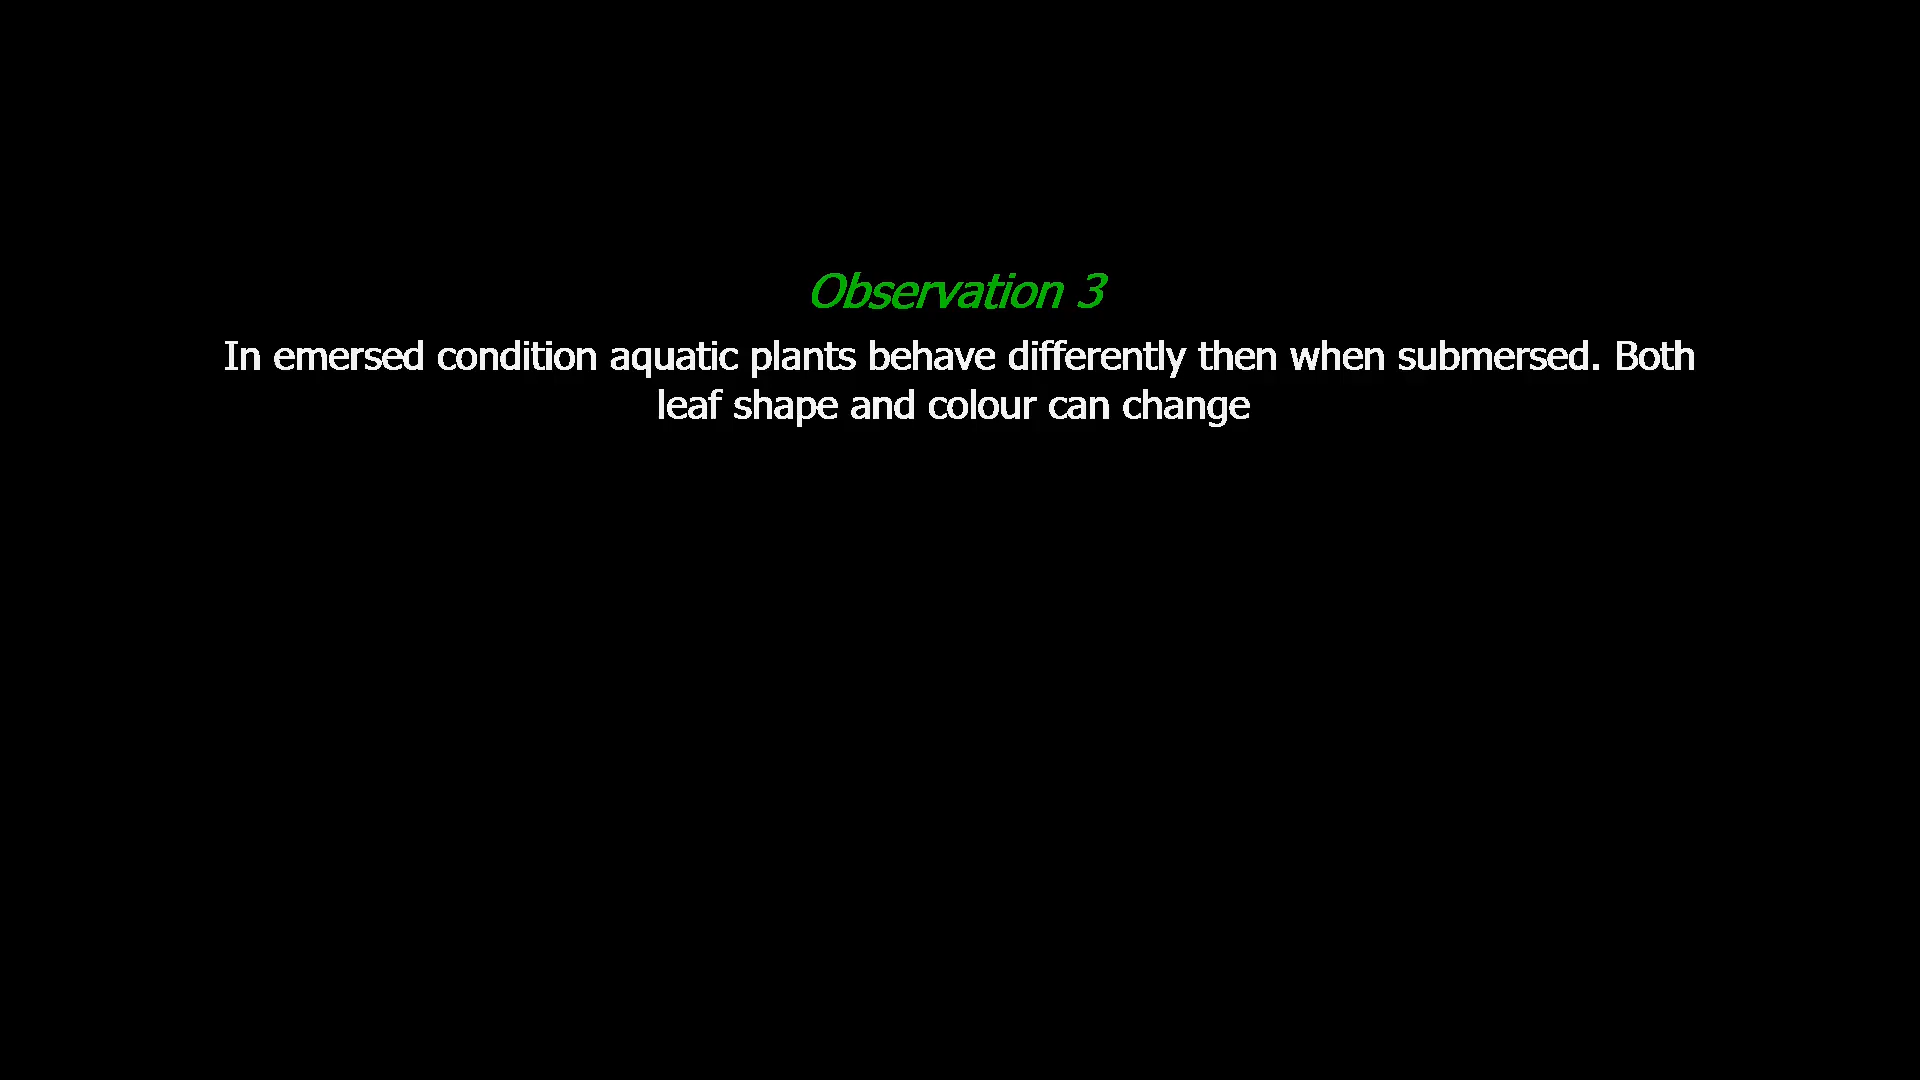 Observation 3
In emersed condition aquatic plants behave differently then when submersed. Both
leaf shape and colour can change